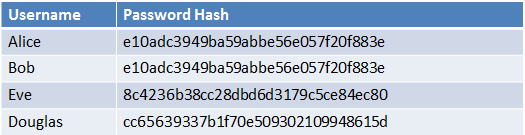 Username Password Hash
Alice e10adc3949ba59abbe56e057f20f883e
Bob e10adc3949ba59abbe56e057f20f883e
Eve 8c4236b38cc28dbd6d3179c5ce84ec80
Douglas cc65639337b1f70e509302109948615d